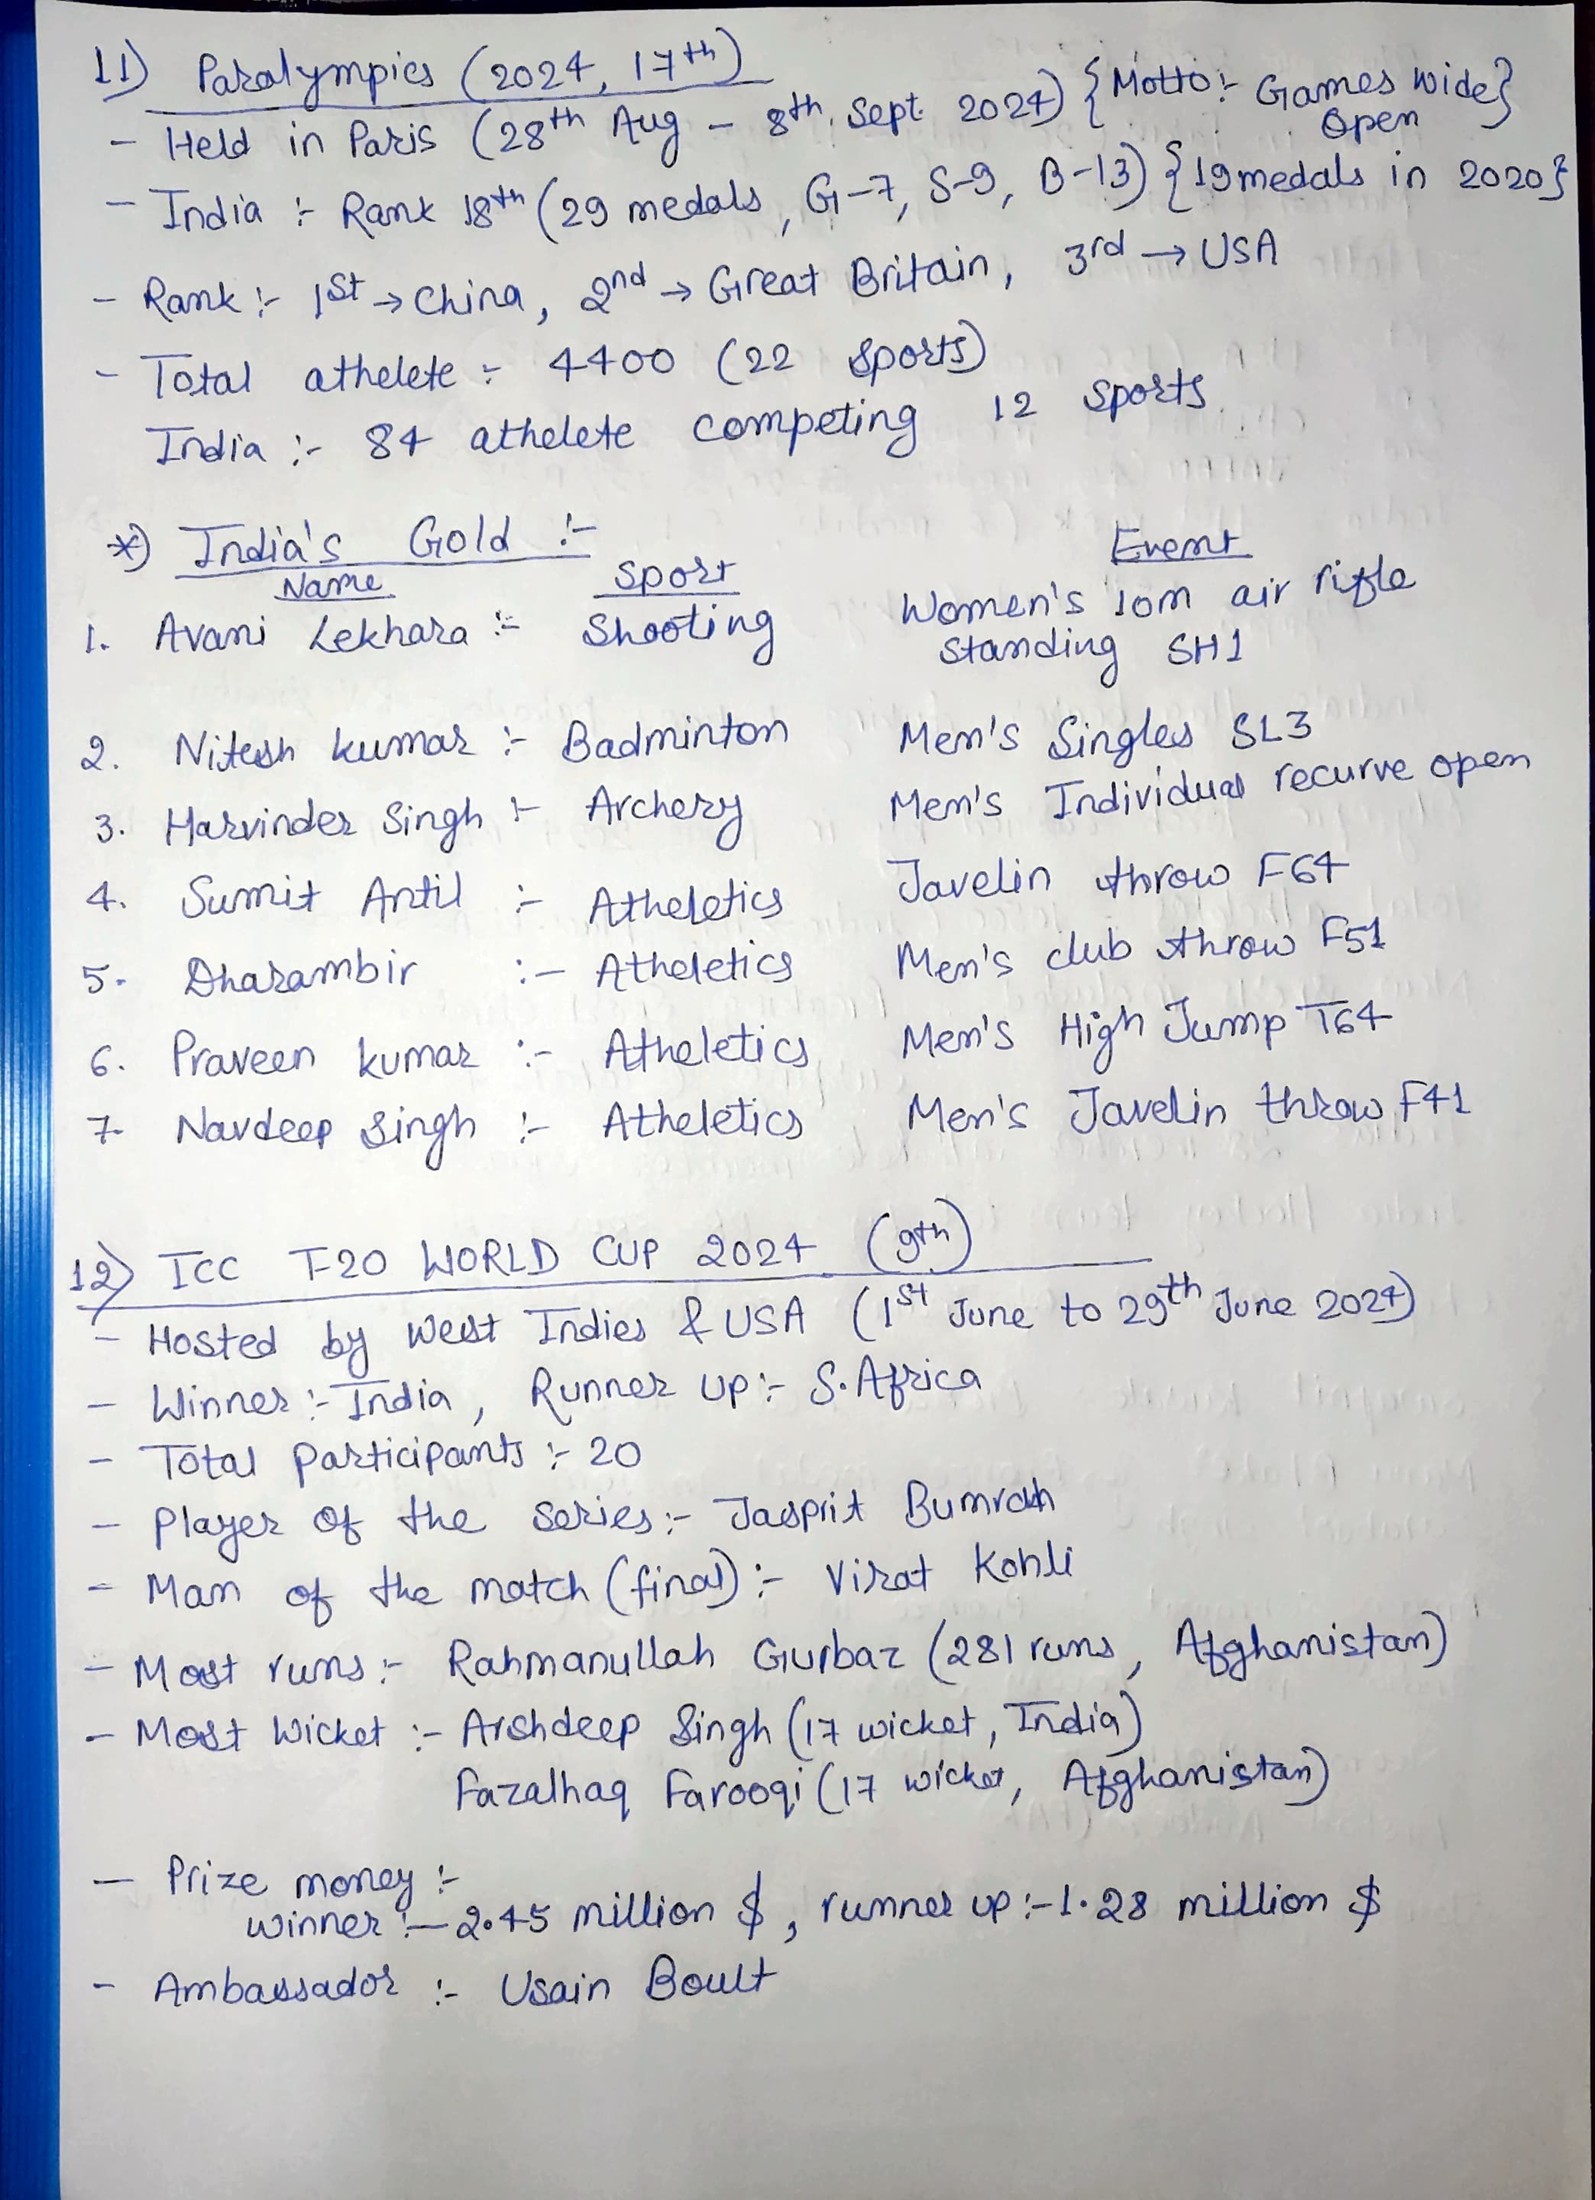 11) Paralympics (2024, 17th)
- Held in Paris (28th Aug - 8th Sept. 2024) {Motto:- Games wide Open}
- India :- Rank 18th (29 medals, G-7, S-9, B-13) {19 medals in 2020}
- Rank :- 1st → China, 2nd → Great Britain, 3rd → USA
- Total athelete :- 4400 (22 sports)
India :- 84 athelete competing 12 sports
*) India's Gold :-
Name Sport Event
1. Avani Lekhara :- Shooting Women's 10m air rifle
standing SH1
2. Nitesh kumar :- Badminton Men's Singles SL3
3. Harvinder Singh :- Archery Men's Individual recurve open
4. Sumit Antil :- Atheletics Javelin throw F64
5. Dharambir :- Atheletics Men's club throw F51
6. Praveen kumar :- Atheletics Men's High Jump T64
7. Navdeep Singh :- Atheletics Men's Javelin throw F41
12) ICC T-20 WORLD CUP 2024 (9th)
- Hosted by West Indies & USA (1st June to 29th June 2024)
- Winner :- India, Runner up :- S.Africa
- Total Participants :- 20
- Player of the series :- Jasprit Bumrah
- Man of the match (final) :- Virat Kohli
- Most runs :- Rahmanullah Gurbaz (281 runs, Afghanistan)
- Most Wicket :- Arshdeep Singh (17 wicket, India)
Fazalhaq Farooqi (17 wicket, Afghanistan)
- Prize money :-
winner :- 2.45 million $, runner up :- 1.28 million $
- Ambassador :- Usain Boult